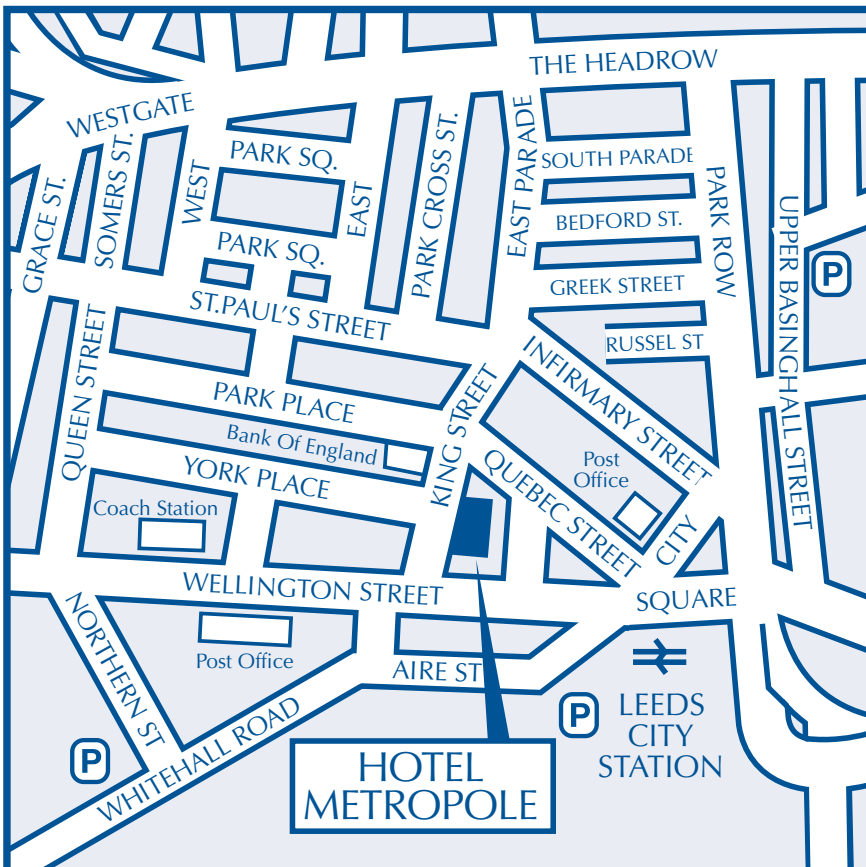 THE HEADROW
WESTGATE
PARK SQ.
SOUTH PARADE
GRACE ST.
SOMERS ST.
WEST
EAST
PARK CROSS ST.
EAST PARADE
PARK ROW
UPPER BASINGHALL STREET
BEDFORD ST.
PARK SQ.
P
GREEK STREET
ST.PAUL'S STREET
RUSSEL ST
INFIRMARY STREET
QUEEN STREET
PARK PLACE
KING STREET
Bank Of England
YORK PLACE
QUEBEC STREET
Post
Office
Coach Station
CITY
SQUARE
WELLINGTON STREET
NORTHERN ST
Post Office
AIRE ST
WHITEHALL ROAD
P
P
LEEDS
CITY
STATION
HOTEL
METROPOLE